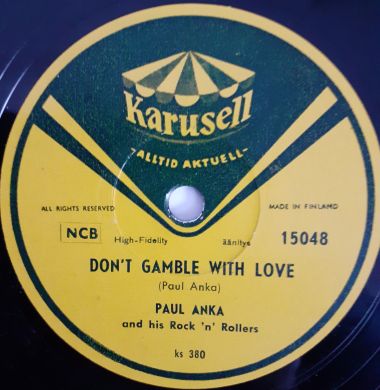 Karusell
-ALLTID AKTUELL-
ALL RIGHTS RESERVED
MADE IN FINLAND
NCB
High-Fidelity
äänitys
15048
DON'T GAMBLE WITH LOVE
(Paul Anka)
PAUL ANKA
and his Rock 'n' Rollers
ks 380